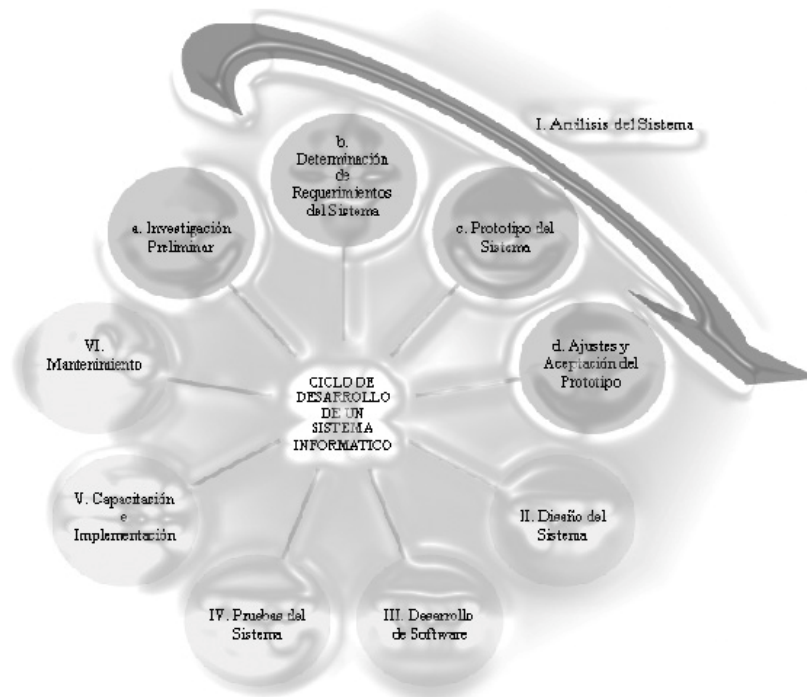 I. Análisis del Sistema
b.
Determinación
de
Requerimientos
del Sistema
a. Investigación
Preliminar
c. Prototipo del
Sistema
d. Ajustes y
Aceptación del
Prototipo
VI.
Mantenimiento
CICLO DE
DESARROLLO
DE UN
SISTEMA
INFORMATICO
V. Capacitación
e
Implementación
II. Diseño del
Sistema
IV. Pruebas del
Sistema
III. Desarrollo
de Software